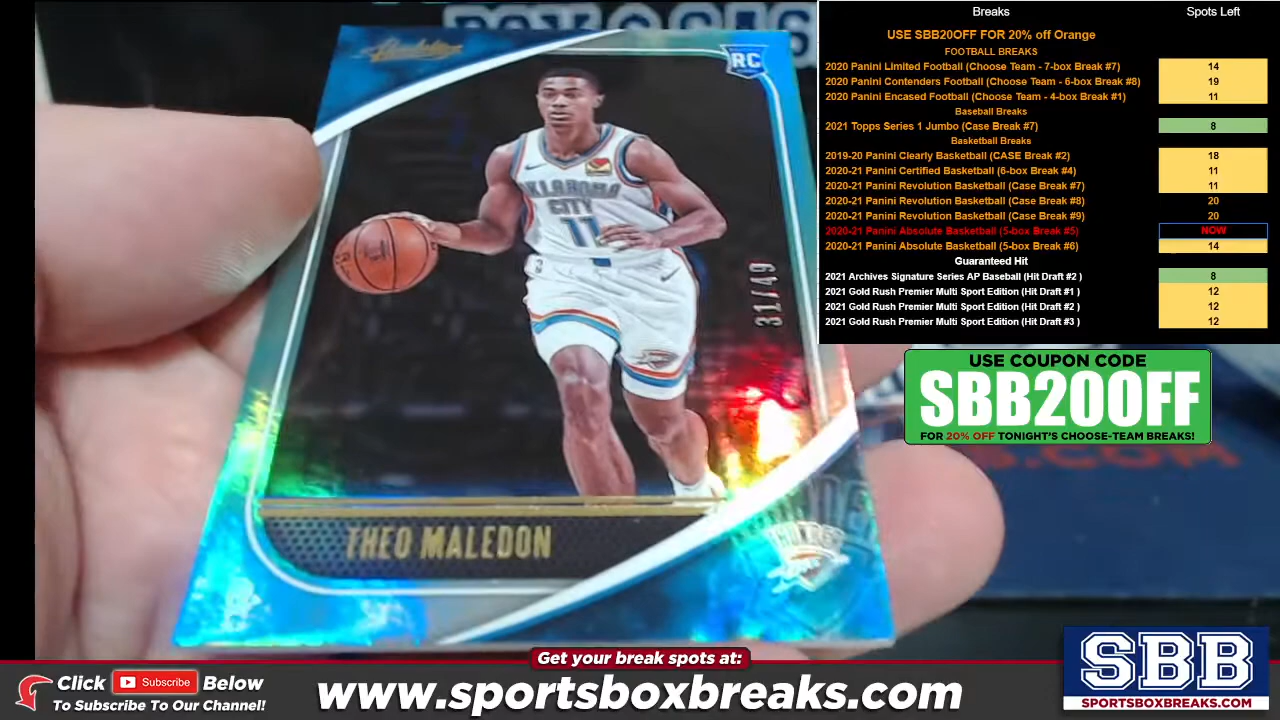 Absolute
RC
OKLAHOMA
CITY
11
31/49
THEO MALEDON
THUNDER
Breaks Spots Left
USE SBB20OFF FOR 20% off Orange
FOOTBALL BREAKS
2020 Panini Limited Football (Choose Team - 7-box Break #7) 14
2020 Panini Contenders Football (Choose Team - 6-box Break #8) 19
2020 Panini Encased Football (Choose Team - 4-box Break #1) 11
Baseball Breaks
2021 Topps Series 1 Jumbo (Case Break #7) 8
Basketball Breaks
2019-20 Panini Clearly Basketball (CASE Break #2) 18
2020-21 Panini Certified Basketball (6-box Break #4) 11
2020-21 Panini Revolution Basketball (Case Break #7) 11
2020-21 Panini Revolution Basketball (Case Break #8) 20
2020-21 Panini Revolution Basketball (Case Break #9) 20
2020-21 Panini Absolute Basketball (5-box Break #5) NOW
2020-21 Panini Absolute Basketball (5-box Break #6) 14
Guaranteed Hit
2021 Archives Signature Series AP Baseball (Hit Draft #2 ) 8
2021 Gold Rush Premier Multi Sport Edition (Hit Draft #1 ) 12
2021 Gold Rush Premier Multi Sport Edition (Hit Draft #2 ) 12
2021 Gold Rush Premier Multi Sport Edition (Hit Draft #3 ) 12
USE COUPON CODE
SBB20OFF
FOR 20% OFF TONIGHT'S CHOOSE-TEAM BREAKS!
S.COM
Get your break spots at:
Click Subscribe Below
To Subscribe To Our Channel!
www.sportsboxbreaks.com
SBB
SPORTSBOXBREAKS.COM